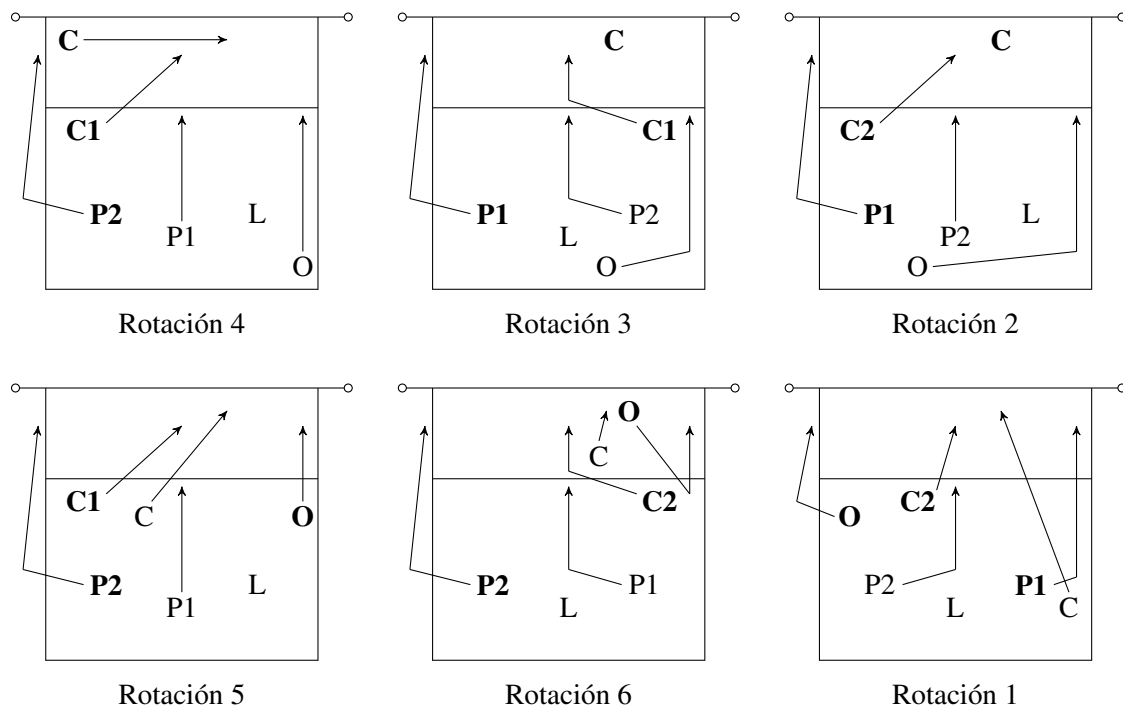 C C C
C1 C1 C2
P2 P1 L P1 P2 P1 P2 L
O L O O
Rotación 4 Rotación 3 Rotación 2
O
C1 C O C C2 C2 O
P2 P1 L P2 L P1 P2 L P1 C
Rotación 5 Rotación 6 Rotación 1